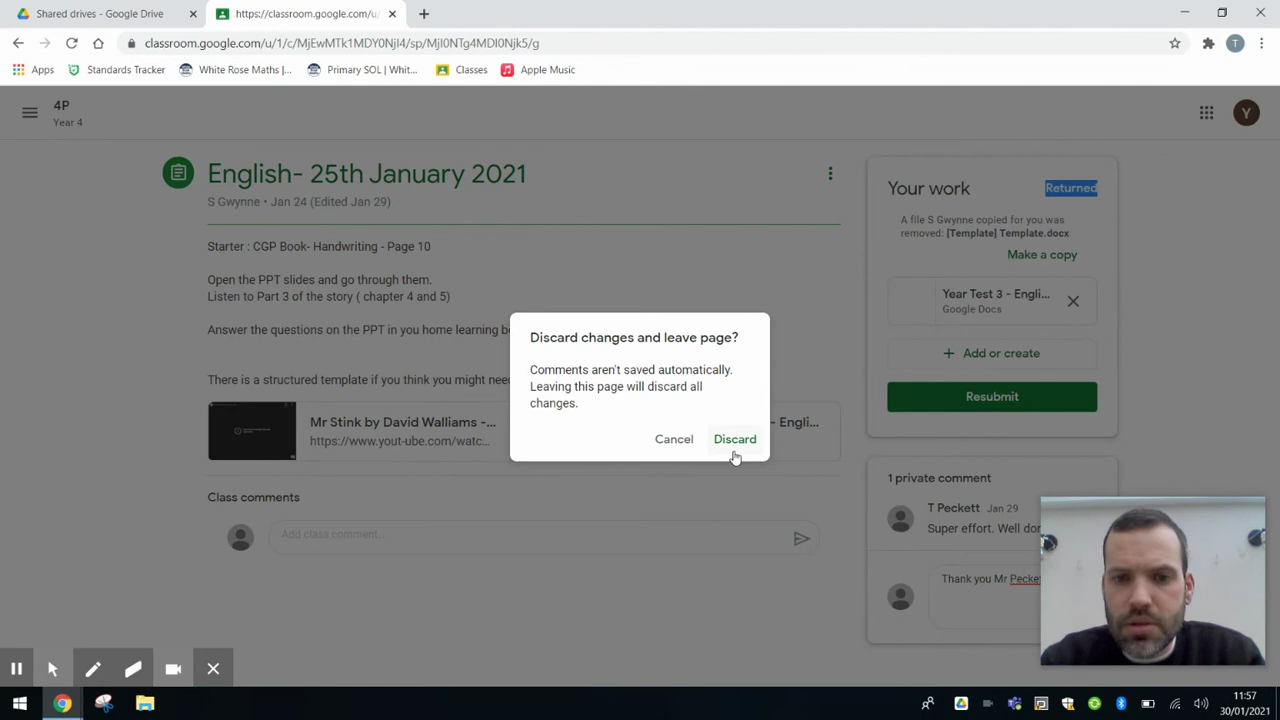 Shared drives - Google Drive
https://classroom.google.com/u/
classroom.google.com/u/1/c/MjEwMTk1MDY0NjI4/sp/MjI0NTg4MDI0Njk5/g
T
Apps
Standards Tracker
White Rose Maths |...
Primary SOL | Whit...
Classes
Apple Music
4P
Year 4
Y
English- 25th January 2021
S Gwynne • Jan 24 (Edited Jan 29)
Starter : CGP Book- Handwriting - Page 10
Open the PPT slides and go through them.
Listen to Part 3 of the story ( chapter 4 and 5)
Answer the questions on the PPT in you home learning b
There is a structured template if you think you might need
Mr Stink by David Walliams -...
https://www.yout-ube.com/watc...
- Engli...
Class comments
Add class comment...
Discard changes and leave page?
Comments aren't saved automatically.
Leaving this page will discard all
changes.
Cancel
Discard
Your work
Returned
A file S Gwynne copied for you was
removed: [Template] Template.docx
Make a copy
Year Test 3 - Engli...
Google Docs
+ Add or create
Resubmit
1 private comment
T Peckett Jan 29
Super effort. Well do
Thank you Mr Pecke
11:57
30/01/2021